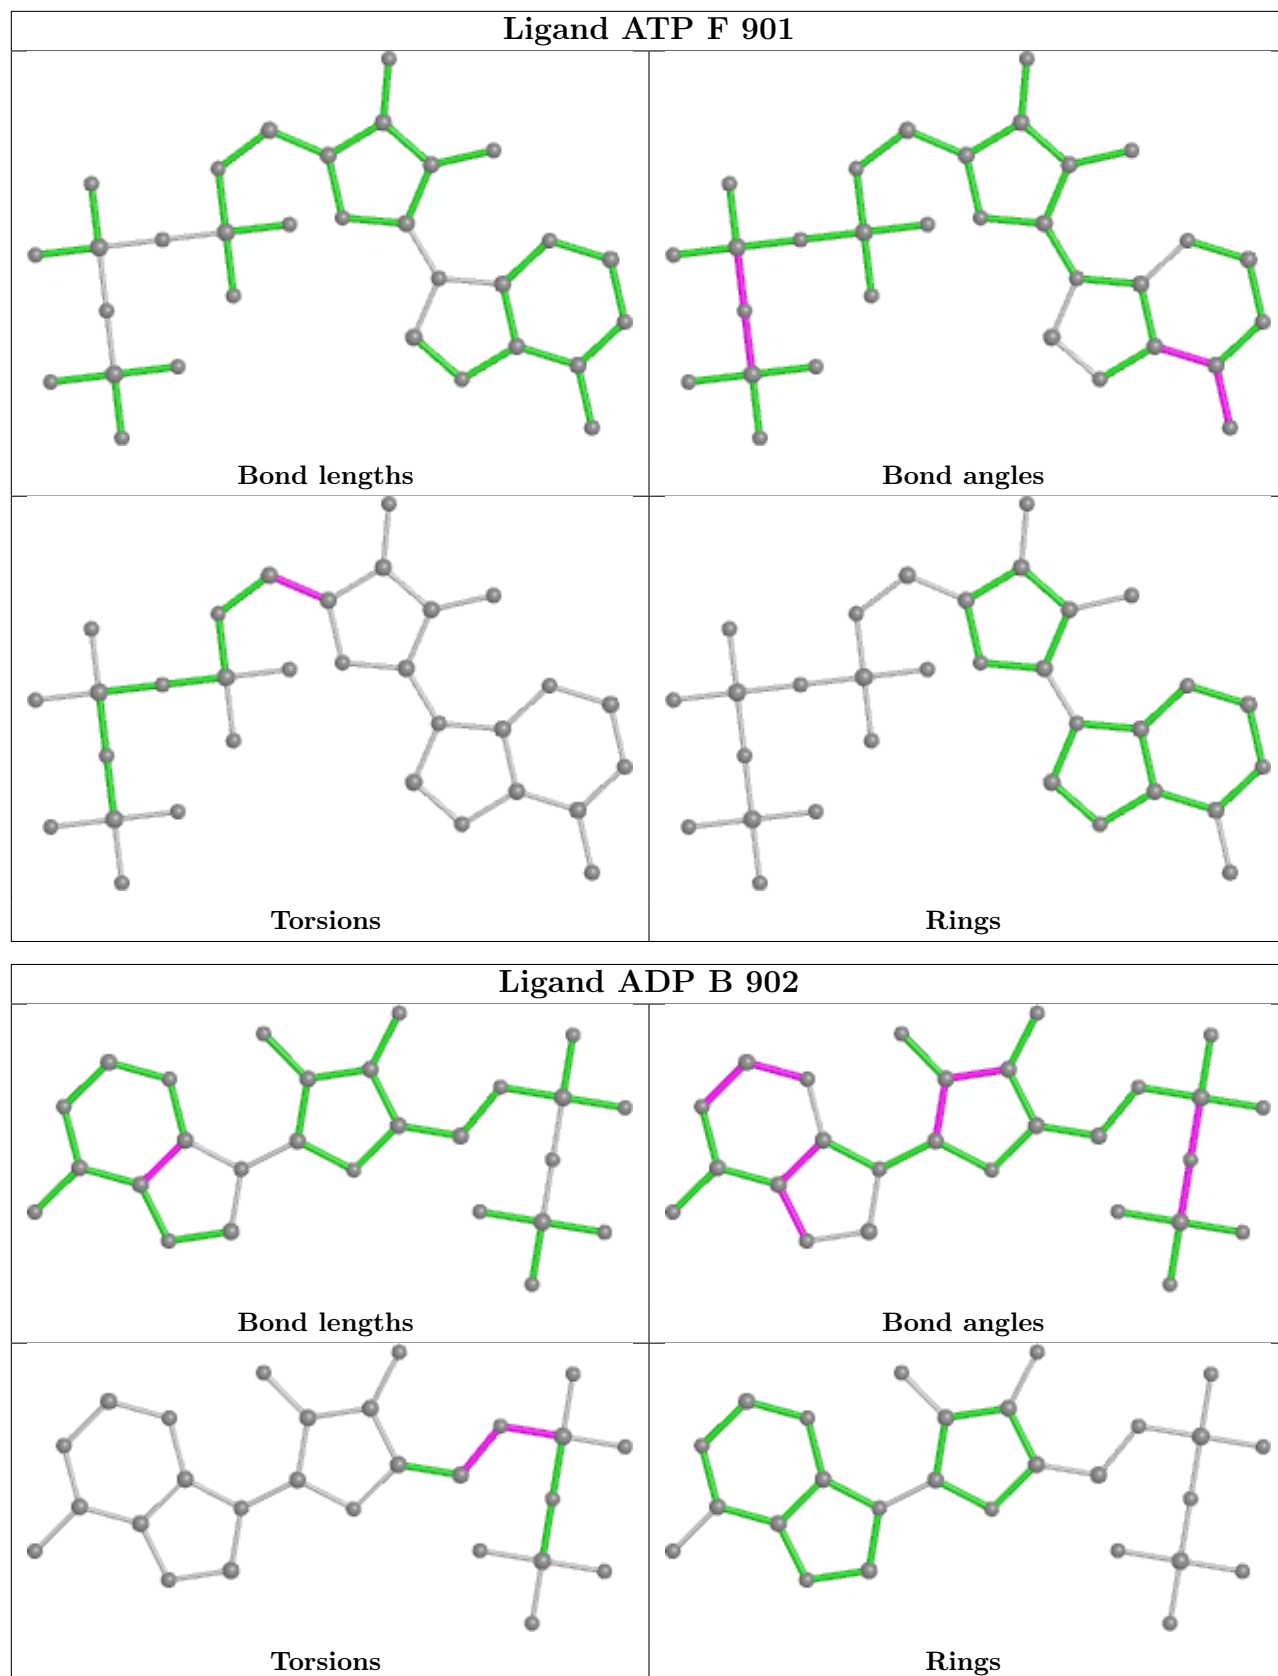 Ligand ATP F 901
Bond lengths
Bond angles
Torsions
Rings
Ligand ADP B 902
Bond lengths
Bond angles
Torsions
Rings